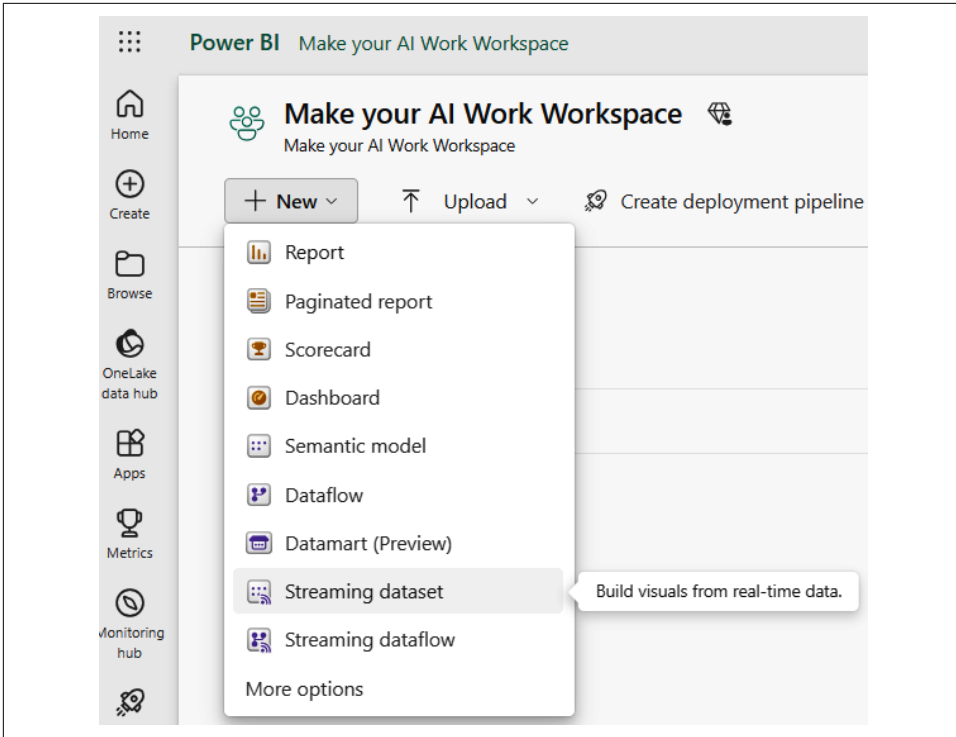 Power BI Make your AI Work Workspace
Home
Create
Browse
OneLake
data hub
Apps
Metrics
Monitoring
hub
Make your AI Work Workspace
Make your AI Work Workspace
New
Upload
Create deployment pipeline
Report
Paginated report
Scorecard
Dashboard
Semantic model
Dataflow
Datamart (Preview)
Streaming dataset
Build visuals from real-time data.
Streaming dataflow
More options